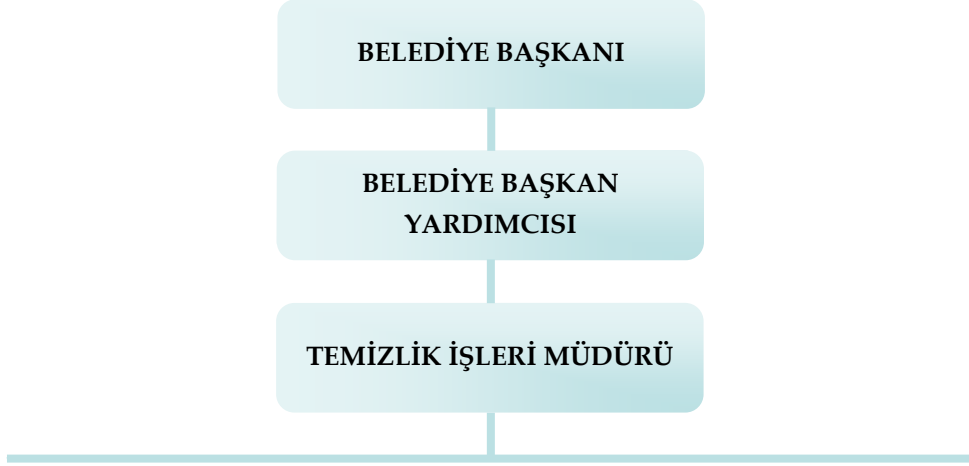 BELEDİYE BAŞKANI
BELEDİYE BAŞKAN
YARDIMCISI
TEMİZLİK İŞLERİ MÜDÜRÜ